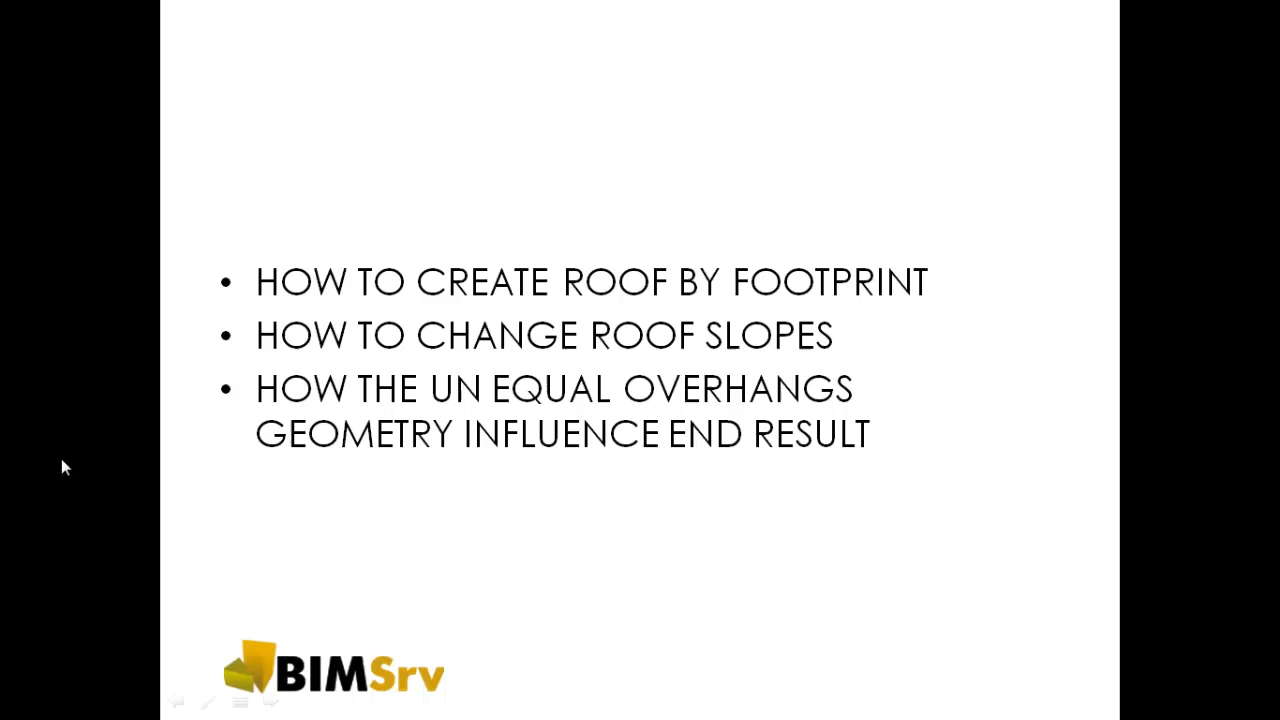 • HOW TO CREATE ROOF BY FOOTPRINT
• HOW TO CHANGE ROOF SLOPES
• HOW THE UN EQUAL OVERHANGS
GEOMETRY INFLUENCE END RESULT
BIMSrv